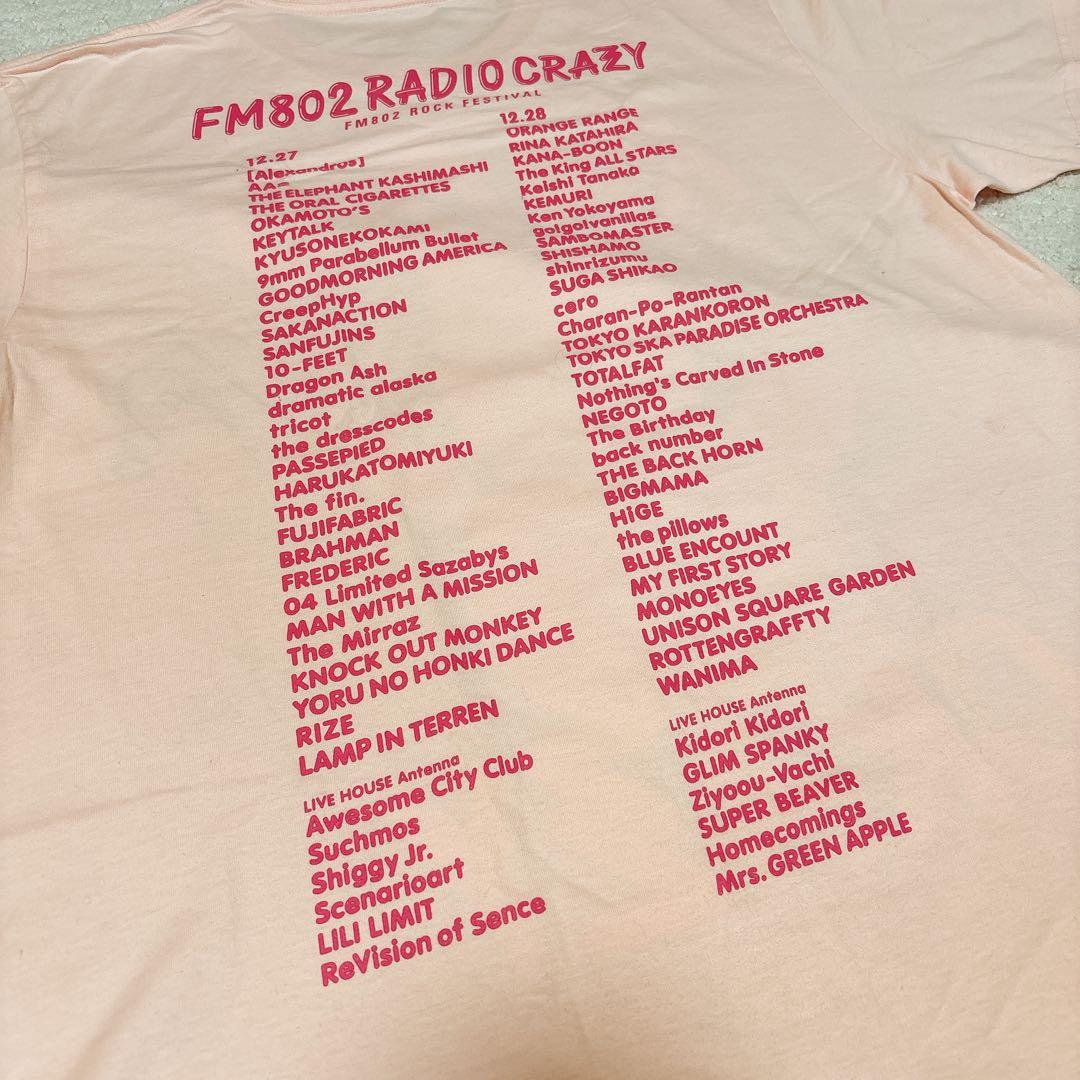 FM802 RADIO CRAZY
FM802 ROCK FESTIVAL
12.27
[Alexandros]
AA=
THE ELEPHANT KASHIMASHI
THE ORAL CIGARETTES
OKAMOTO'S
KEYTALK
KYUSONEKOKAMI
9mm Parabellum Bullet
GOODMORNING AMERICA
CreepHyp
SAKANACTION
SANFUJINS
10-FEET
Dragon Ash
dramatic alaska
tricot
the dresscodes
PASSEPIED
HARUKATOMIYUKI
The fin.
FUJIFABRIC
BRAHMAN
FREDERIC
04 Limited Sazabys
MAN WITH A MISSION
The Mirraz
KNOCK OUT MONKEY
YORU NO HONKI DANCE
RIZE
LAMP IN TERREN
LIVE HOUSE Antenna
Awesome City Club
Suchmos
Shiggy Jr.
Scenarioart
LILI LIMIT
ReVision of Sence
12.28
ORANGE RANGE
RINA KATAHIRA
KANA-BOON
The King ALL STARS
Keishi Tanaka
KEMURI
Ken Yokoyama
go!go!vanillas
SAMBOMASTER
SHISHAMO
shinrizumu
SUGA SHIKAO
cero
Charan-Po-Rantan
TOKYO KARANKORON
TOKYO SKA PARADISE ORCHESTRA
TOTALFAT
Nothing's Carved In Stone
NEGOTO
The Birthday
back number
THE BACK HORN
BIGMAMA
HiGE
the pillows
BLUE ENCOUNT
MY FIRST STORY
MONOEYES
UNISON SQUARE GARDEN
ROTTENGRAFFTY
WANIMA
LIVE HOUSE Antenna
Kidori Kidori
GLIM SPANKY
Ziyoou-Vachi
SUPER BEAVER
Homecomings
Mrs. GREEN APPLE